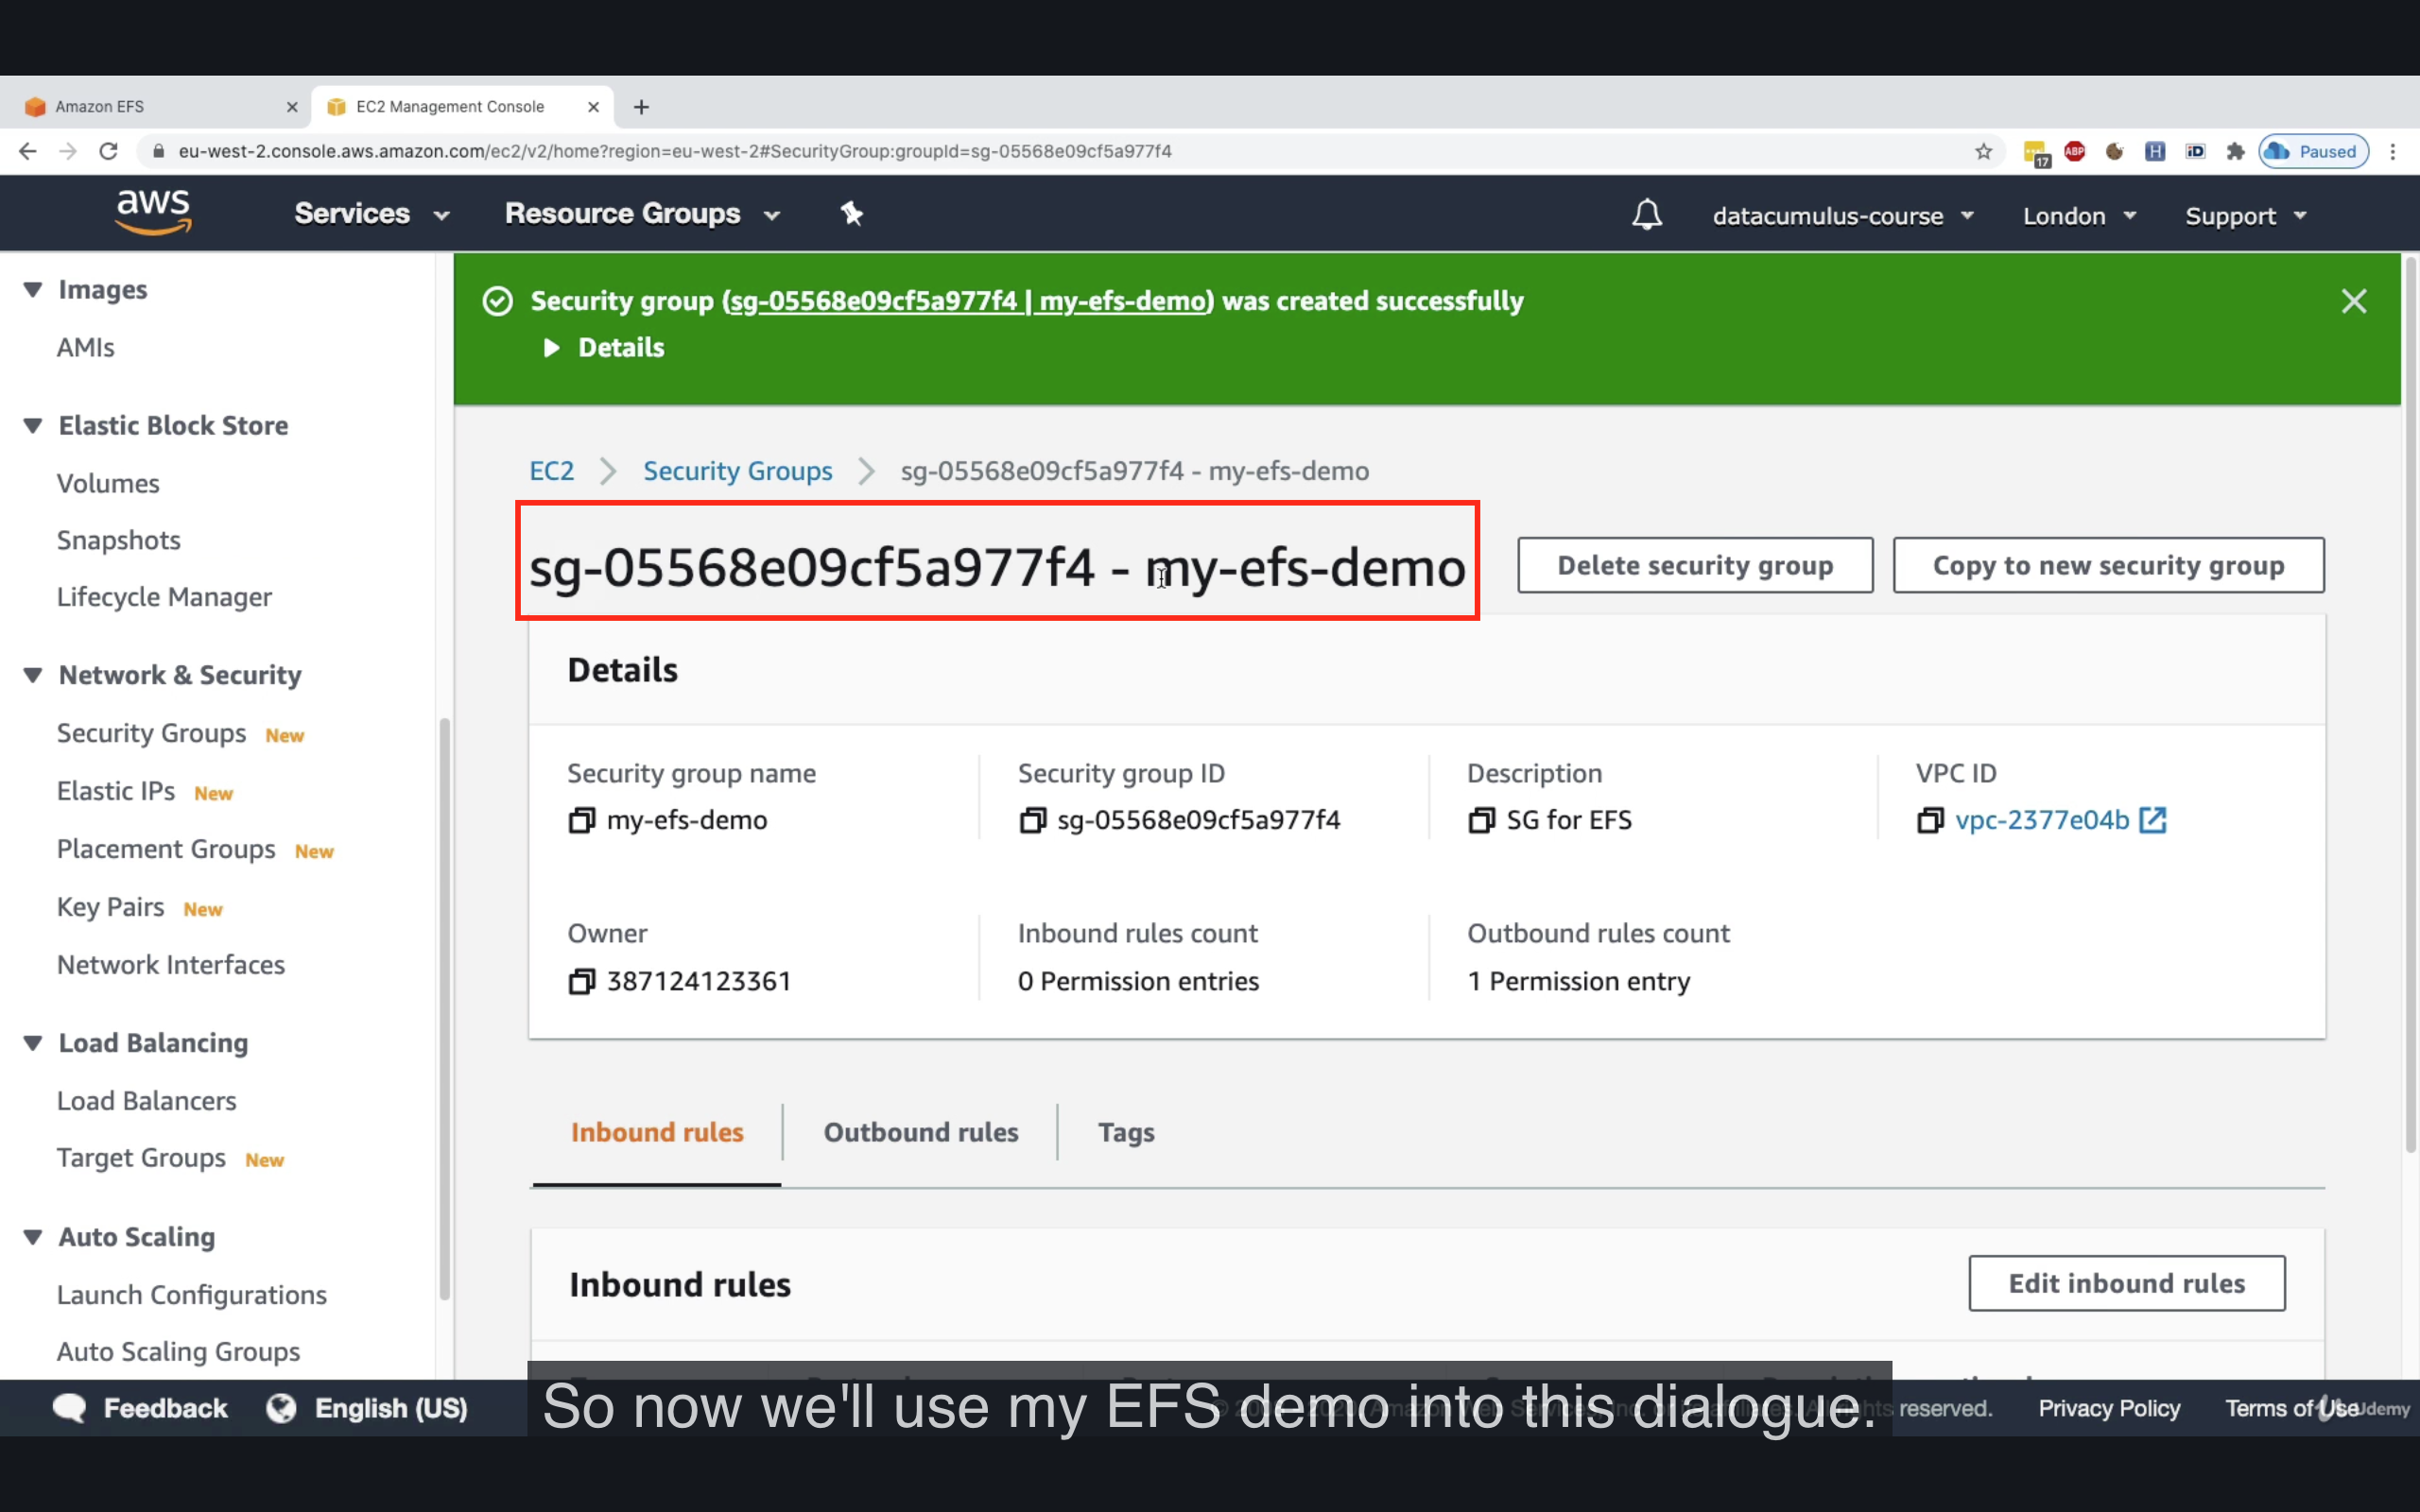 Amazon EFS
EC2 Management Console
eu-west-2.console.aws.amazon.com/ec2/v2/home?region=eu-west-2#SecurityGroup:groupId=sg-05568e09cf5a977f4
17
ABP
H
iD
Paused
aws
Services
Resource Groups
datacumulus-course
London
Support
Images
AMIs
Elastic Block Store
Volumes
Snapshots
Lifecycle Manager
Network & Security
Security Groups New
Elastic IPs New
Placement Groups New
Key Pairs New
Network Interfaces
Load Balancing
Load Balancers
Target Groups New
Auto Scaling
Launch Configurations
Auto Scaling Groups
Security group (sg-05568e09cf5a977f4 | my-efs-demo) was created successfully
Details
EC2 Security Groups sg-05568e09cf5a977f4 - my-efs-demo
sg-05568e09cf5a977f4 - my-efs-demo
Delete security group
Copy to new security group
Details
Security group name
my-efs-demo
Security group ID
sg-05568e09cf5a977f4
Description
SG for EFS
VPC ID
vpc-2377e04b
Owner
387124123361
Inbound rules count
0 Permission entries
Outbound rules count
1 Permission entry
Inbound rules
Outbound rules
Tags
Inbound rules
Edit inbound rules
So now we'll use my EFS demo into this dialogue.
Feedback
English (US)
reserved.
Privacy Policy
Terms of Use
Udemy